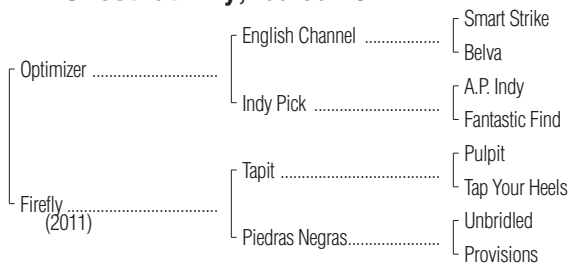 Smart Strike
English Channel ..................
Belva
Optimizer .............................
A.P. Indy
Indy Pick .............................
Fantastic Find
Pulpit
Tapit .....................................
Tap Your Heels
Firefly ...................................
(2011)
Unbridled
Piedras Negras......................
Provisions